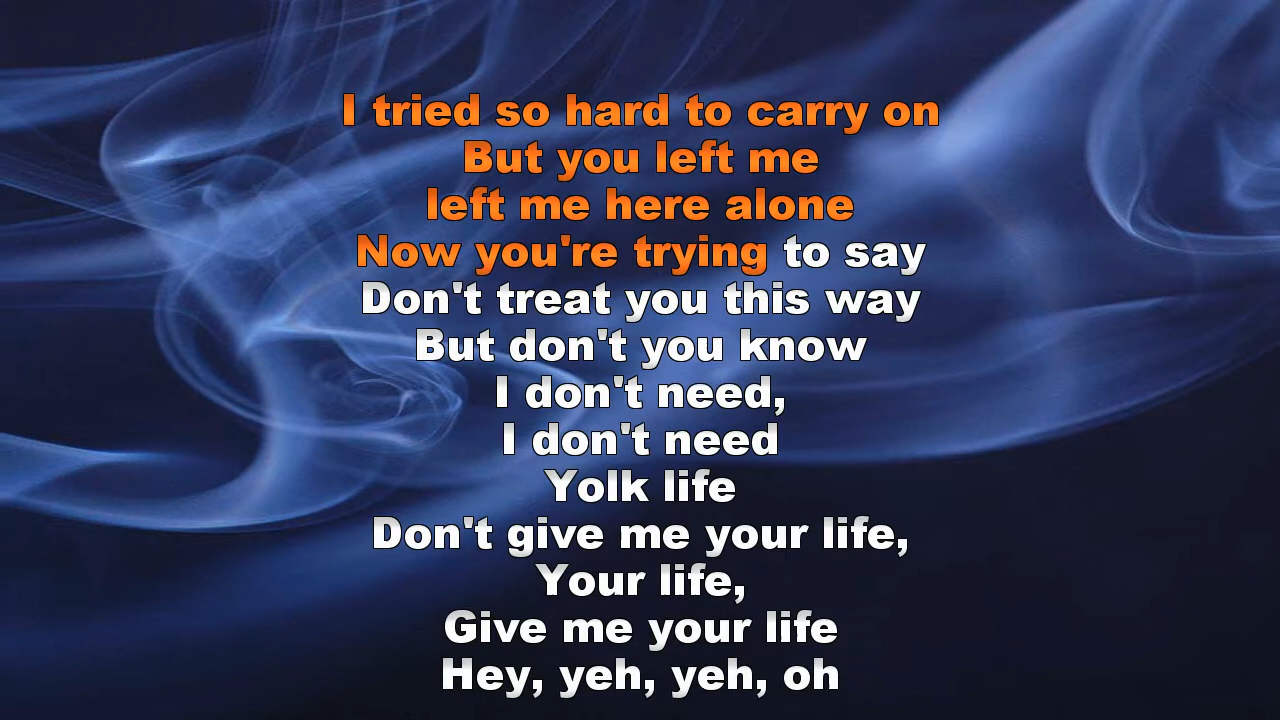 I tried so hard to carry on
But you left me
left me here alone
Now you're trying to say
Don't treat you this way
But don't you know
I don't need,
I don't need
Yolk life
Don't give me your life,
Your life,
Give me your life
Hey, yeh, yeh, oh